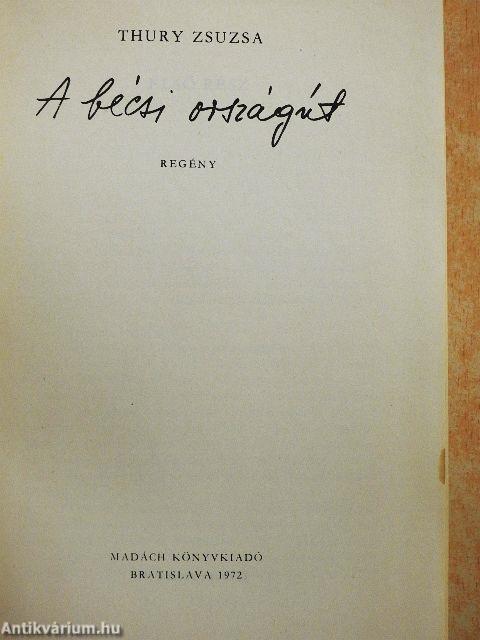 THURY ZSUZSA
A bécsi országút
REGÉNY
MADÁCH KÖNYVKIADÓ
BRATISLAVA 1972
Antikvárium.hu